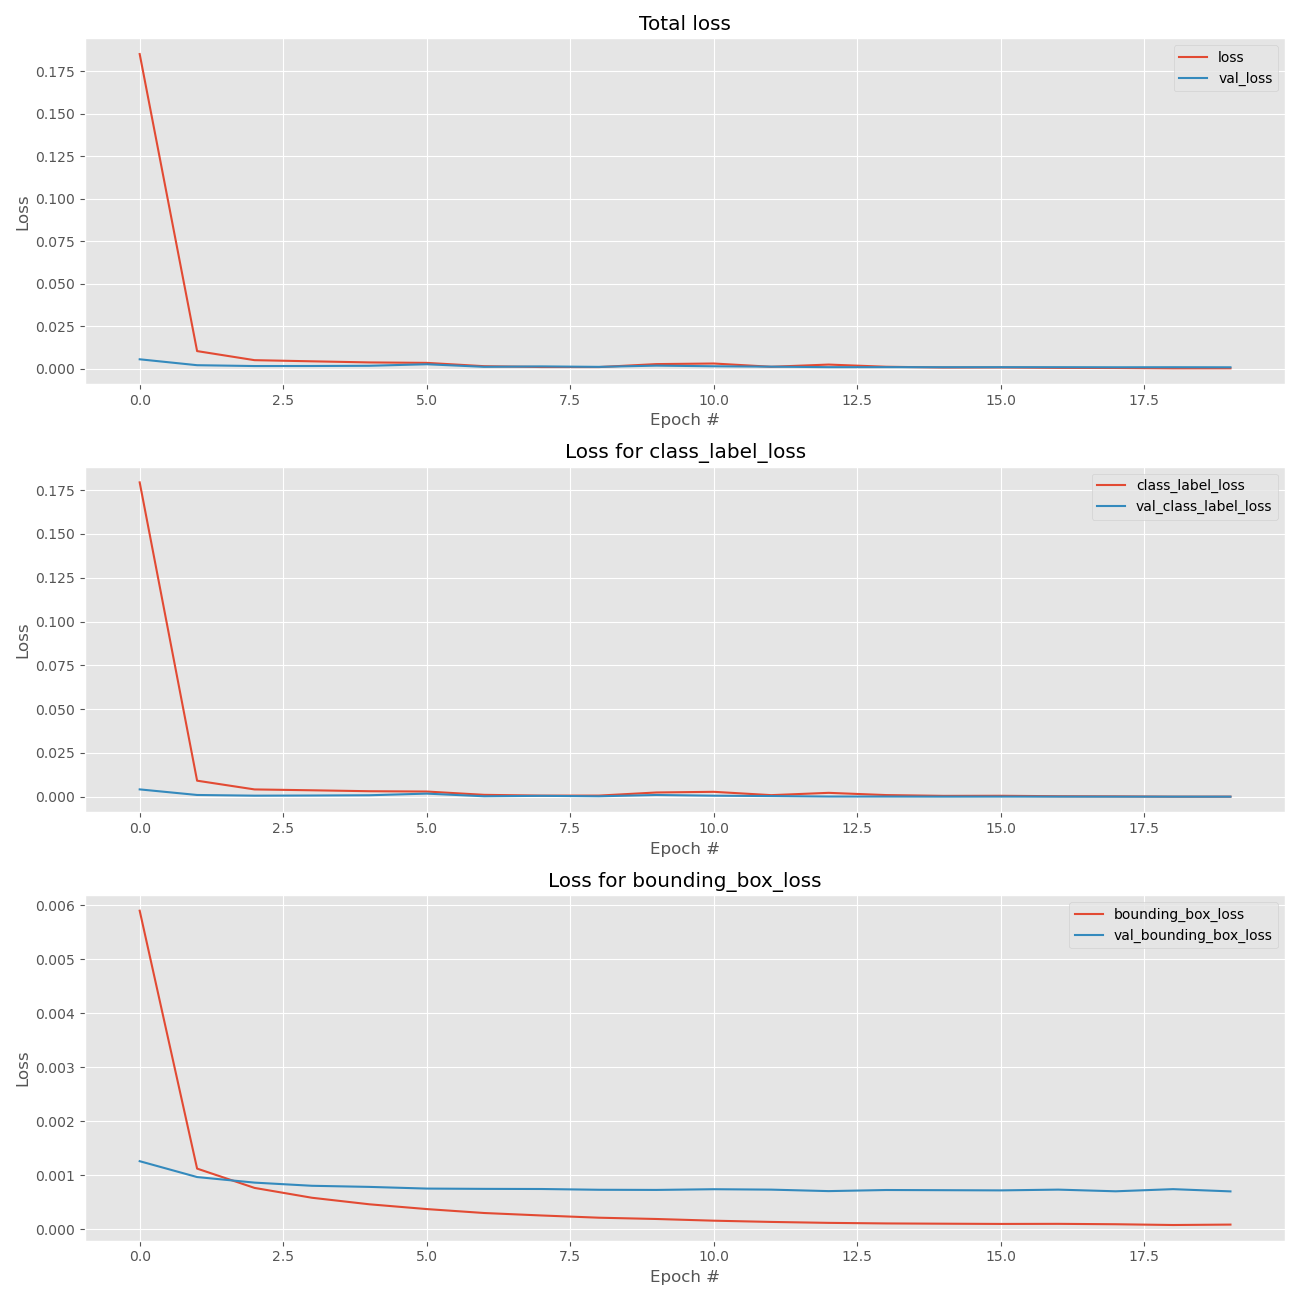 Total loss
loss
val_loss
0.175
0.150
0.125
0.100
0.075
0.050
0.025
0.000
Loss
0.0 2.5 5.0 7.5 10.0 12.5 15.0 17.5
Epoch #
Loss for class_label_loss
class_label_loss
val_class_label_loss
0.175
0.150
0.125
0.100
0.075
0.050
0.025
0.000
Loss
0.0 2.5 5.0 7.5 10.0 12.5 15.0 17.5
Epoch #
Loss for bounding_box_loss
bounding_box_loss
val_bounding_box_loss
0.006
0.005
0.004
0.003
0.002
0.001
0.000
Loss
0.0 2.5 5.0 7.5 10.0 12.5 15.0 17.5
Epoch #